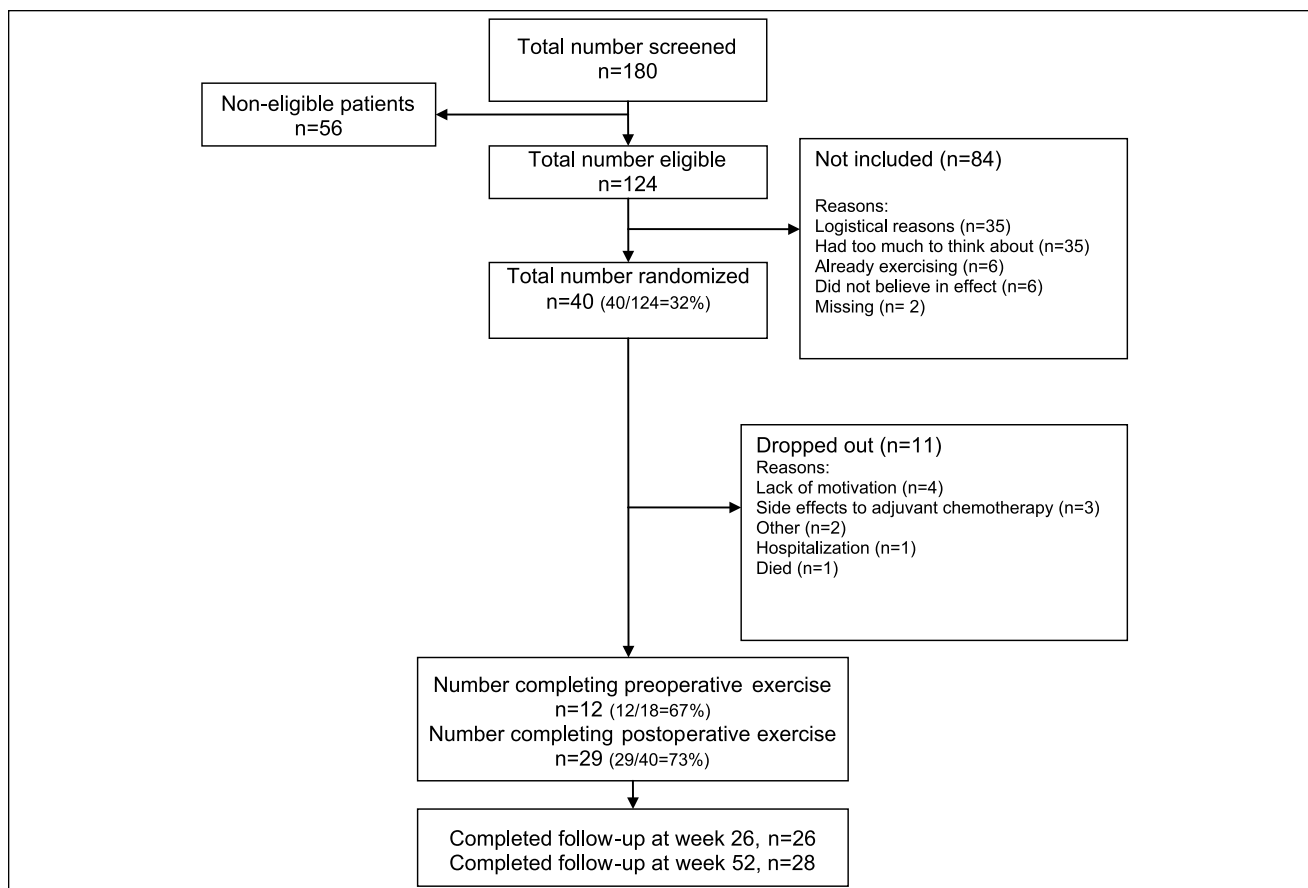 Total number screened
n=180
Non-eligible patients
n=56
Total number eligible
n=124
Not included (n=84)
Reasons:
Logistical reasons (n=35)
Had too much to think about (n=35)
Already exercising (n=6)
Did not believe in effect (n=6)
Missing (n= 2)
Total number randomized
n=40 (40/124=32%)
Dropped out (n=11)
Reasons:
Lack of motivation (n=4)
Side effects to adjuvant chemotherapy (n=3)
Other (n=2)
Hospitalization (n=1)
Died (n=1)
Number completing preoperative exercise
n=12 (12/18=67%)
Number completing postoperative exercise
n=29 (29/40=73%)
Completed follow-up at week 26, n=26
Completed follow-up at week 52, n=28